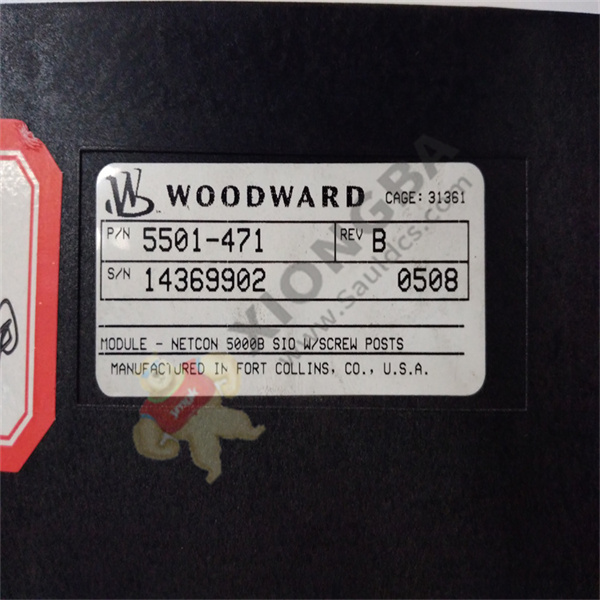 WOODWARD CAGE: 31361
P/N 5501-471 REV B
S/N 14369902 0508
MODULE - NETCON 5000B SIO W/SCREW POSTS
MANUFACTURED IN FORT COLLINS, CO., U.S.A.
XIONGBA
www.Sauldcs.com